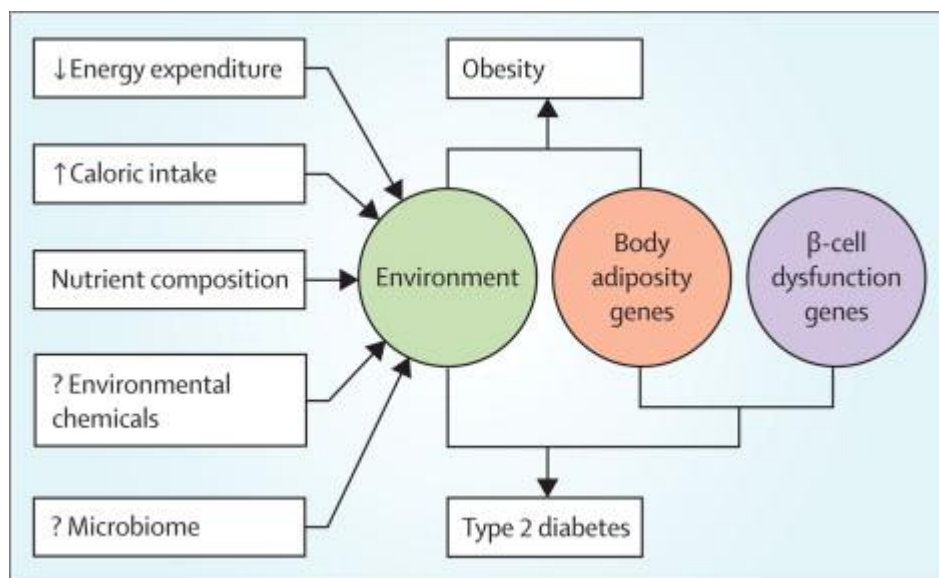 ↓Energy expenditure
Obesity
↑Caloric intake
Nutrient composition
Environment
Body
adiposity
genes
β-cell
dysfunction
genes
? Environmental
chemicals
? Microbiome
Type 2 diabetes